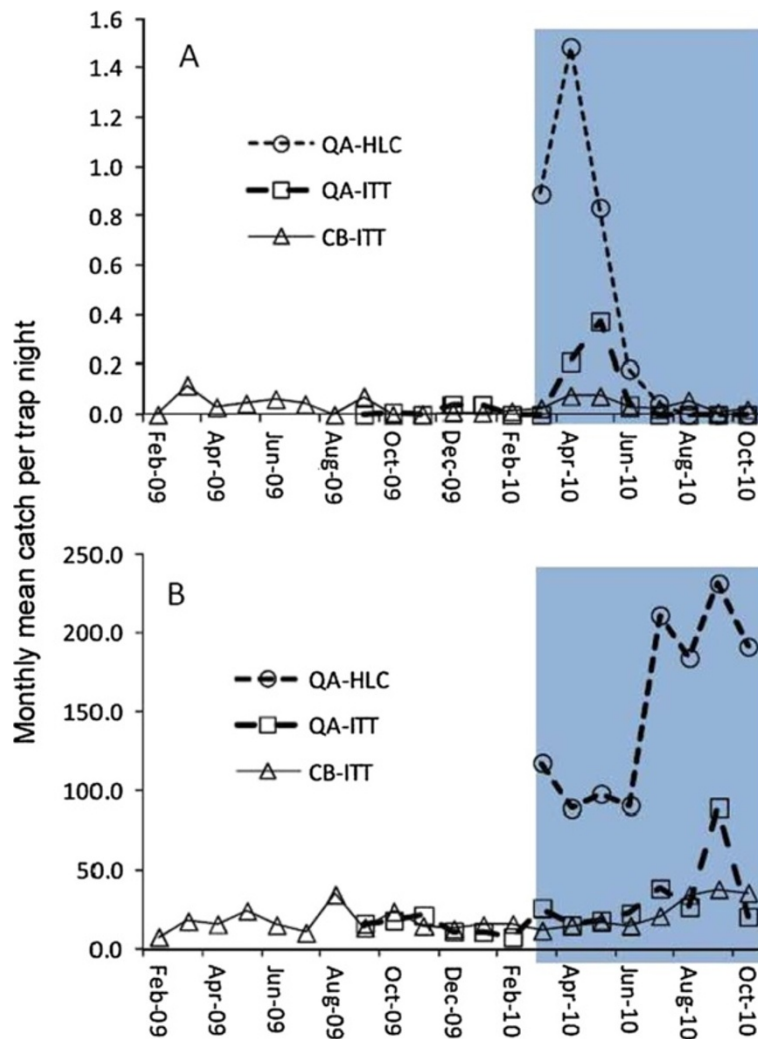 Monthly mean catch per trap night
A
1.6
1.4
1.2
1.0
0.8
0.6
0.4
0.2
0.0
QA-HLC
QA-ITT
CB-ITT
Feb-09
Apr-09
Jun-09
Aug-09
Oct-09
Dec-09
Feb-10
Apr-10
Jun-10
Aug-10
Oct-10
B
250.0
200.0
150.0
100.0
50.0
0.0
QA-HLC
QA-ITT
CB-ITT
Feb-09
Apr-09
Jun-09
Aug-09
Oct-09
Dec-09
Feb-10
Apr-10
Jun-10
Aug-10
Oct-10